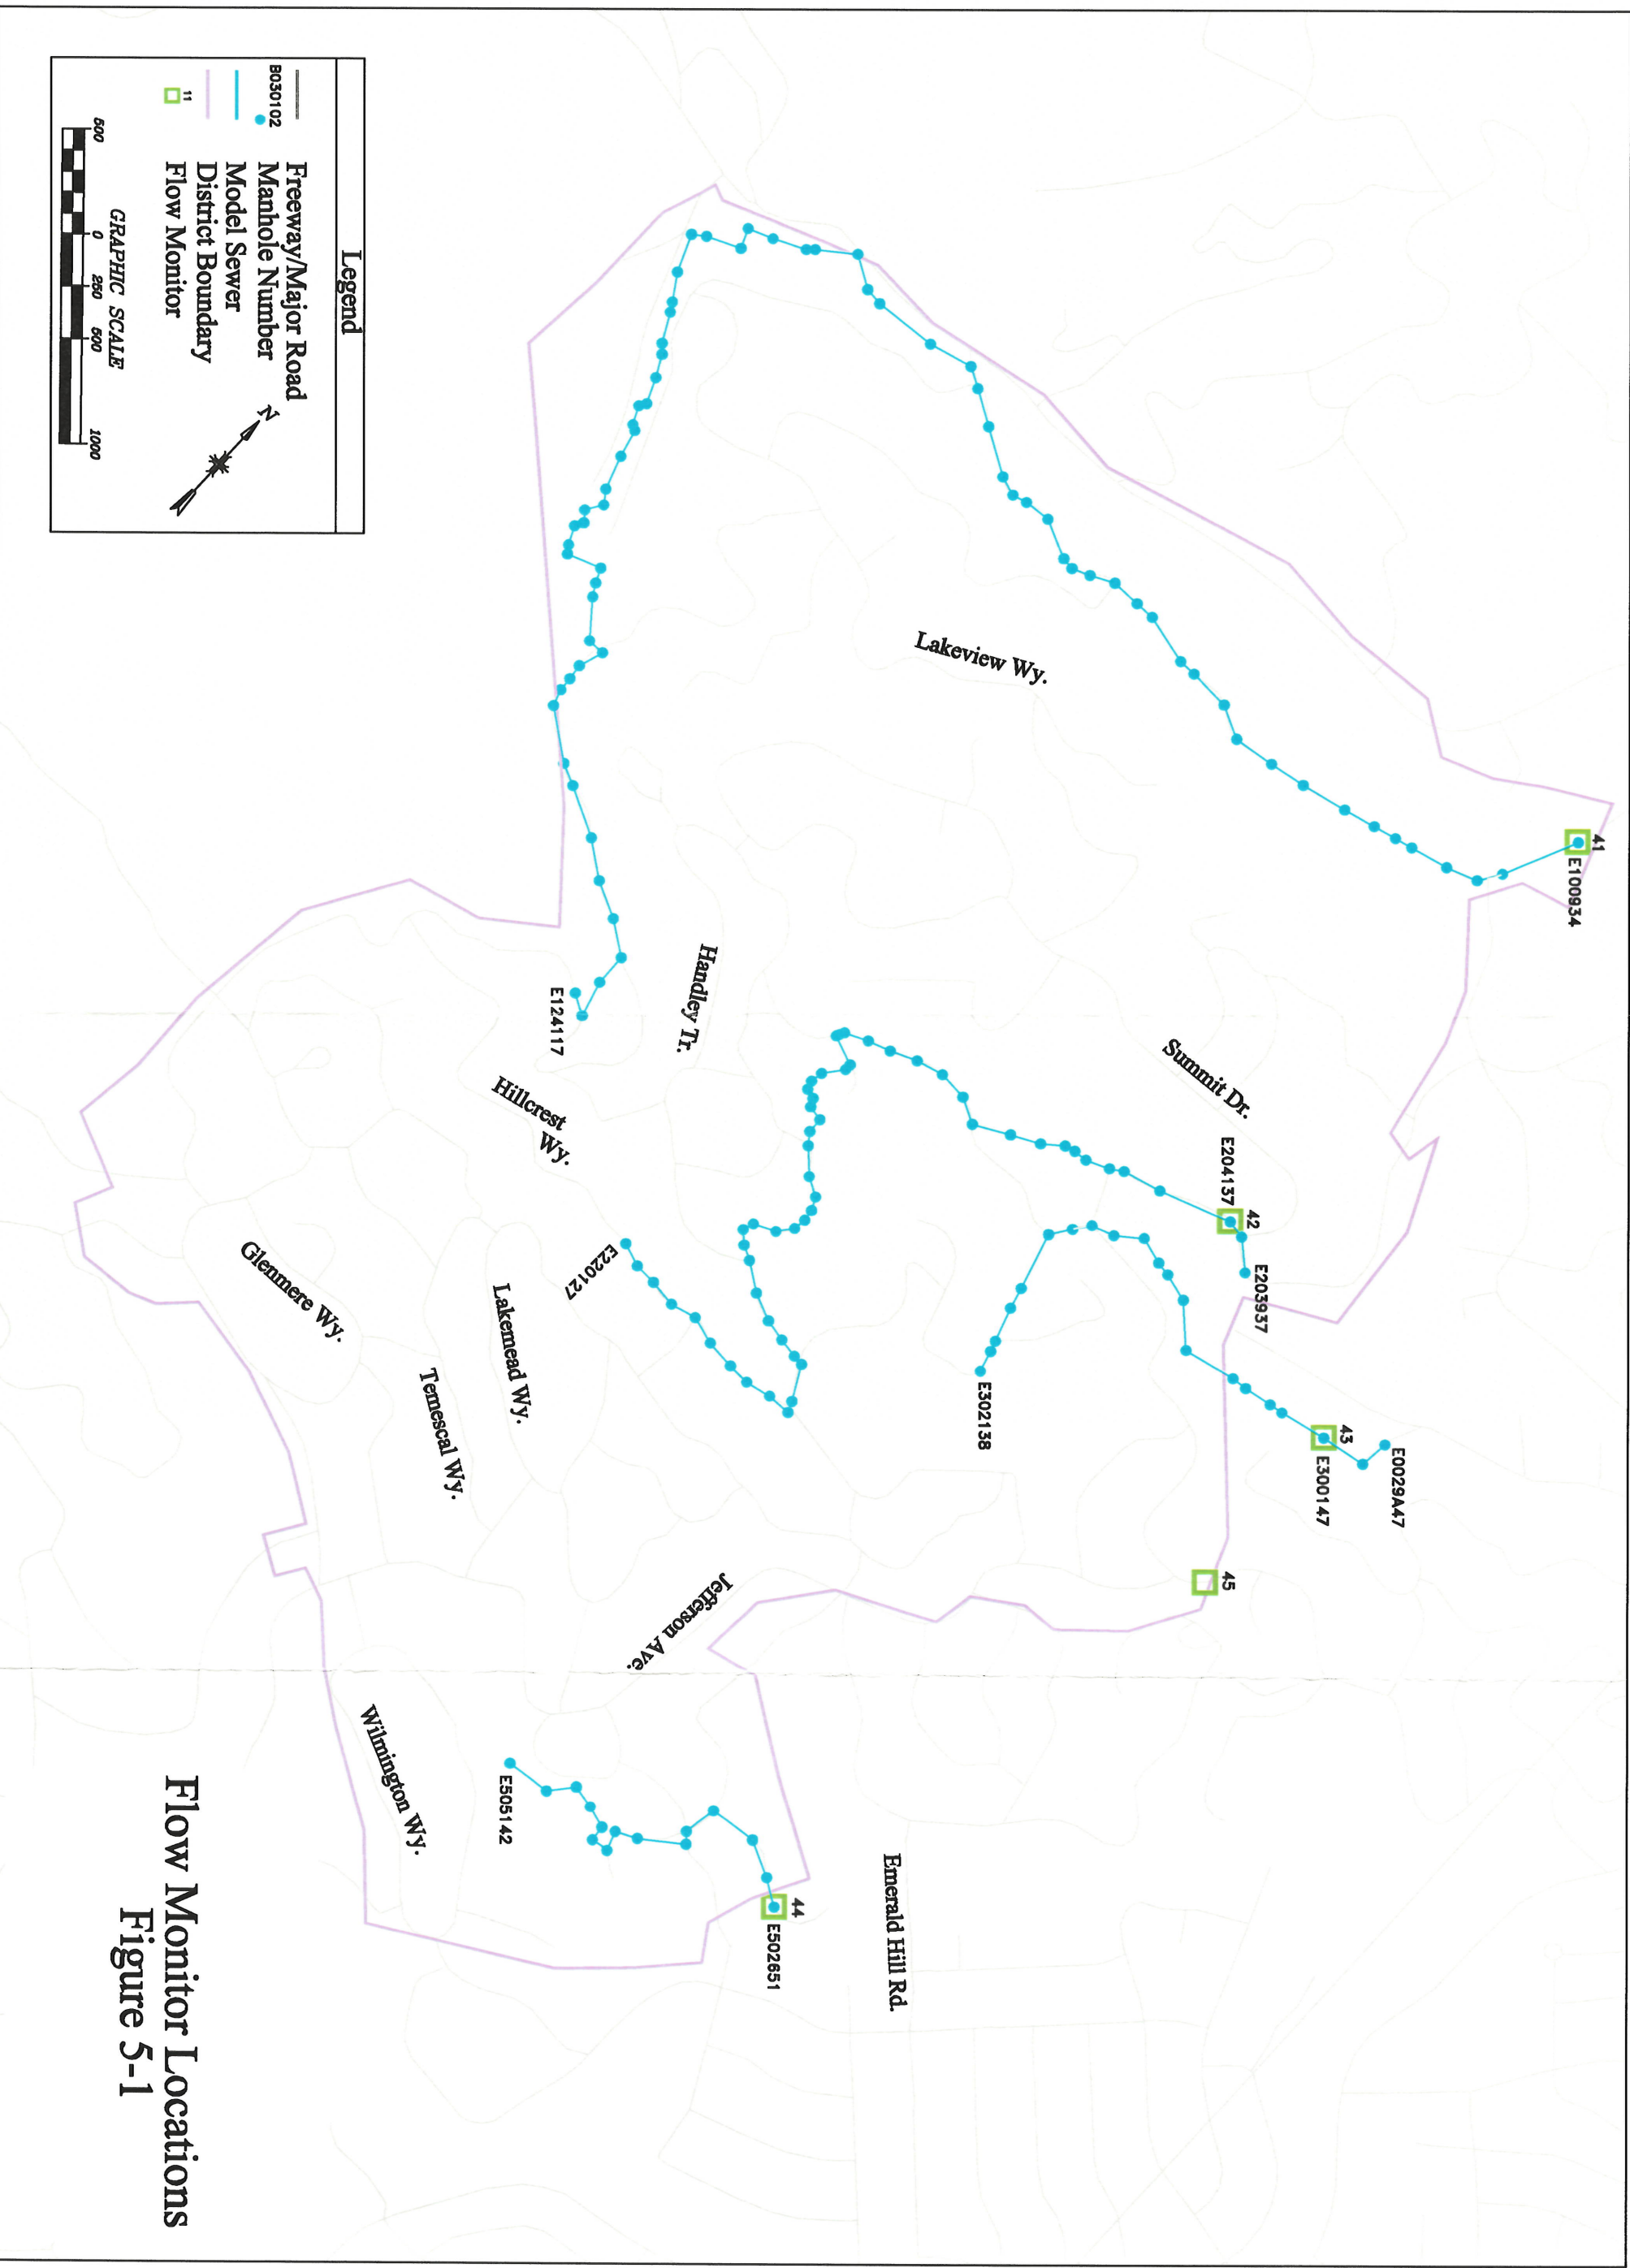 Legend
Freeway/Major Road
B030102
Manhole Number
Model Sewer
District Boundary
11
Flow Monitor
N
GRAPHIC SCALE
500
0
250
500
1000
41
E100934
Lakeview Wy.
Summit Dr.
E204137
42
E203937
43
E300147
E0029A47
E302138
45
Handley Tr.
E124117
Hillcrest
Wy.
E220127
Glenmere Wy.
Lakemead Wy.
Temescal Wy.
Jefferson Ave.
Wilmington Wy.
E505142
44
E502651
Emerald Hill Rd.
Flow Monitor Locations
Figure 5-1